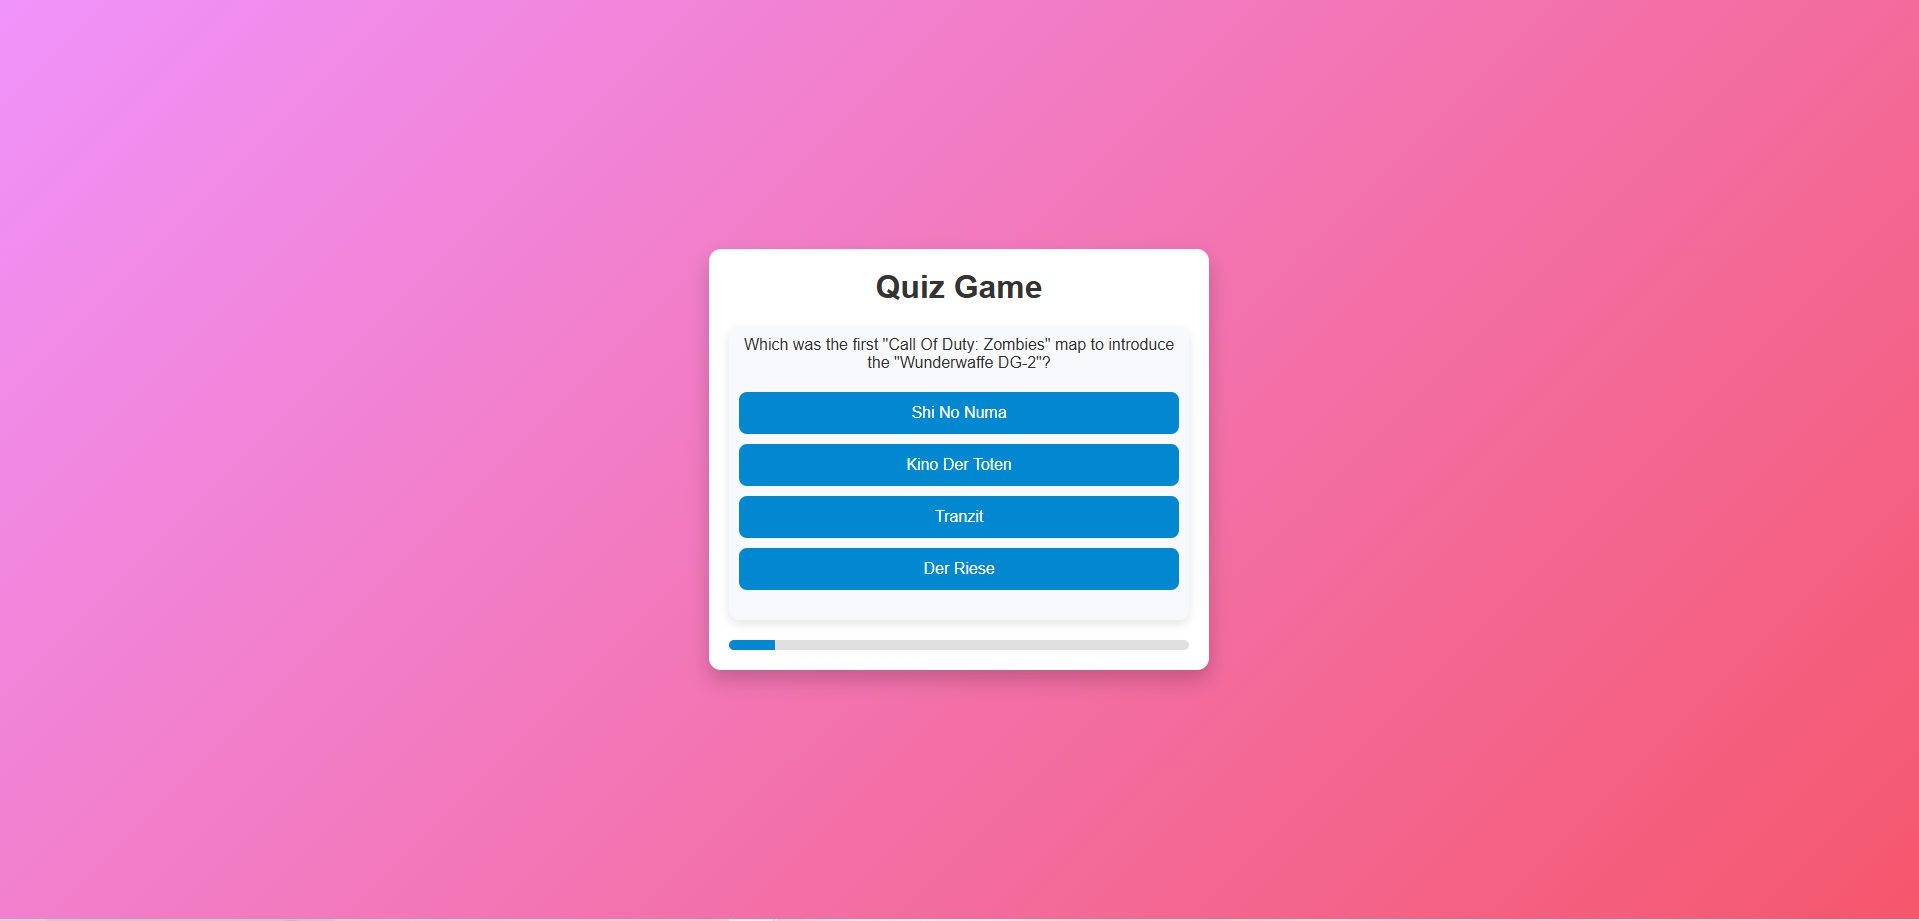 Quiz Game
Which was the first "Call Of Duty: Zombies" map to introduce
the "Wunderwaffe DG-2"?
Shi No Numa
Kino Der Toten
Tranzit
Der Riese